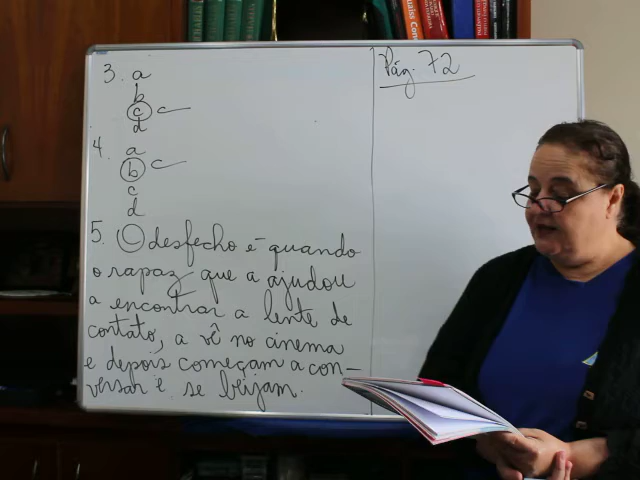 3. a
b
c c
d
4. a
b c
c
d
5. O desfecho é quando
o rapaz que a ajudou
a encontrar a lente de
contato, a vê no cinema
e depois começam a con-
versar e se beijam.
Pág. 72